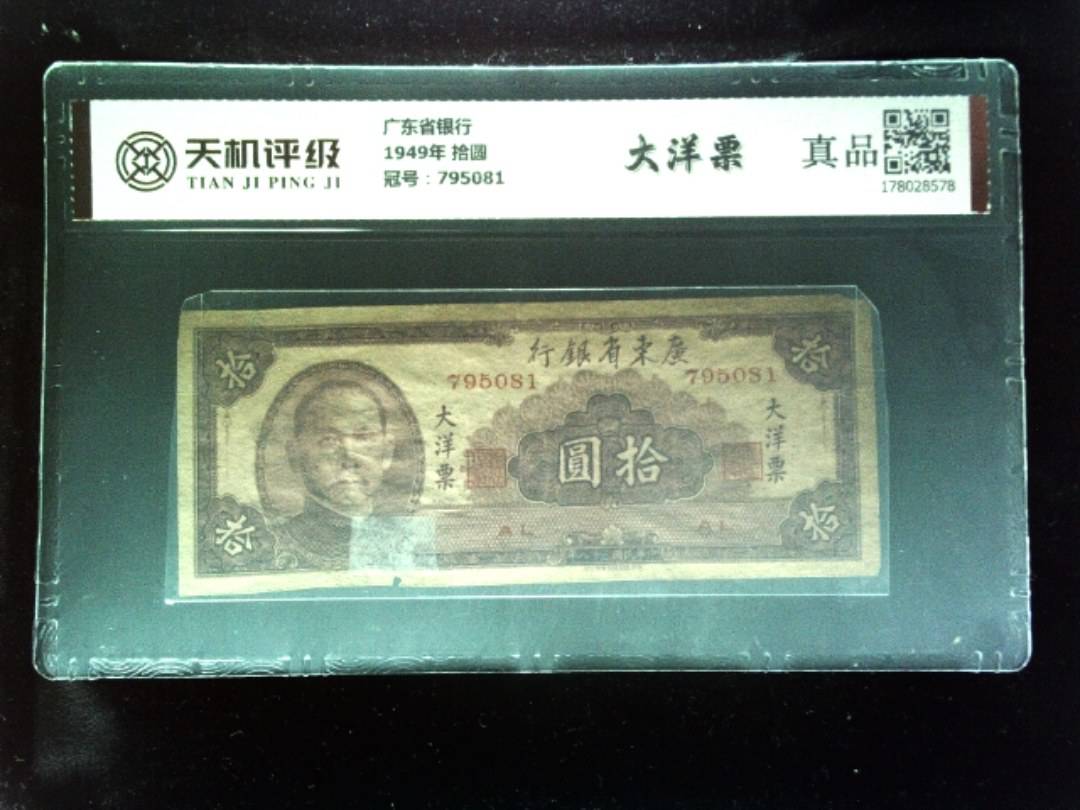 天机评级
TIAN JI PING JI
广东省银行
1949年 拾圆
冠号：795081
大洋票
真品
178028578
行銀省東廣
795081 795081
拾 拾
大洋票
圓拾
大洋票
AL AL
拾 拾